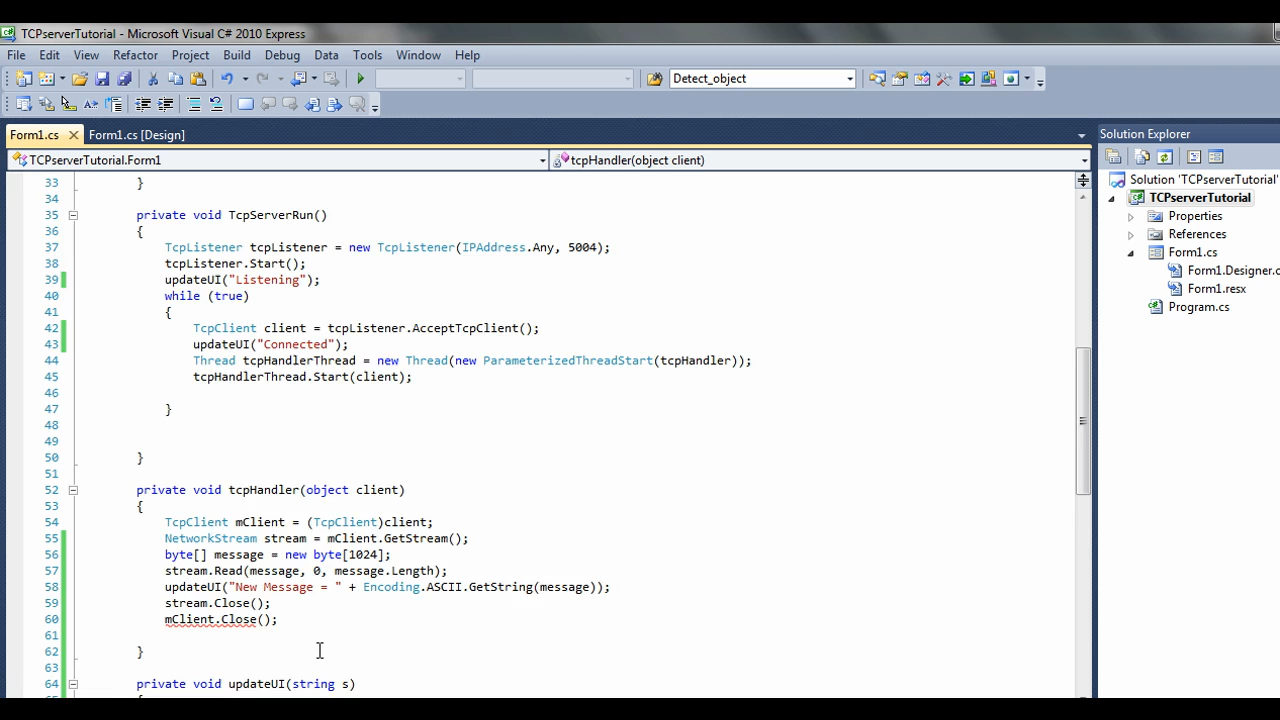 TCPserverTutorial - Microsoft Visual C# 2010 Express
File Edit View Refactor Project Build Debug Data Tools Window Help
Detect_object
Form1.cs Form1.cs [Design]
TCPserverTutorial.Form1 tcpHandler(object client)
33 }
34
35 private void TcpServerRun()
36 {
37 TcpListener tcpListener = new TcpListener(IPAddress.Any, 5004);
38 tcpListener.Start();
39 updateUI("Listening");
40 while (true)
41 {
42 TcpClient client = tcpListener.AcceptTcpClient();
43 updateUI("Connected");
44 Thread tcpHandlerThread = new Thread(new ParameterizedThreadStart(tcpHandler));
45 tcpHandlerThread.Start(client);
46
47 }
48
49
50 }
51
52 private void tcpHandler(object client)
53 {
54 TcpClient mClient = (TcpClient)client;
55 NetworkStream stream = mClient.GetStream();
56 byte[] message = new byte[1024];
57 stream.Read(message, 0, message.Length);
58 updateUI("New Message = " + Encoding.ASCII.GetString(message));
59 stream.Close();
60 mClient.Close();
61
62 }
63
64 private void updateUI(string s)
Solution Explorer
Solution 'TCPserverTutorial'
TCPserverTutorial
Properties
References
Form1.cs
Form1.Designer.c
Form1.resx
Program.cs